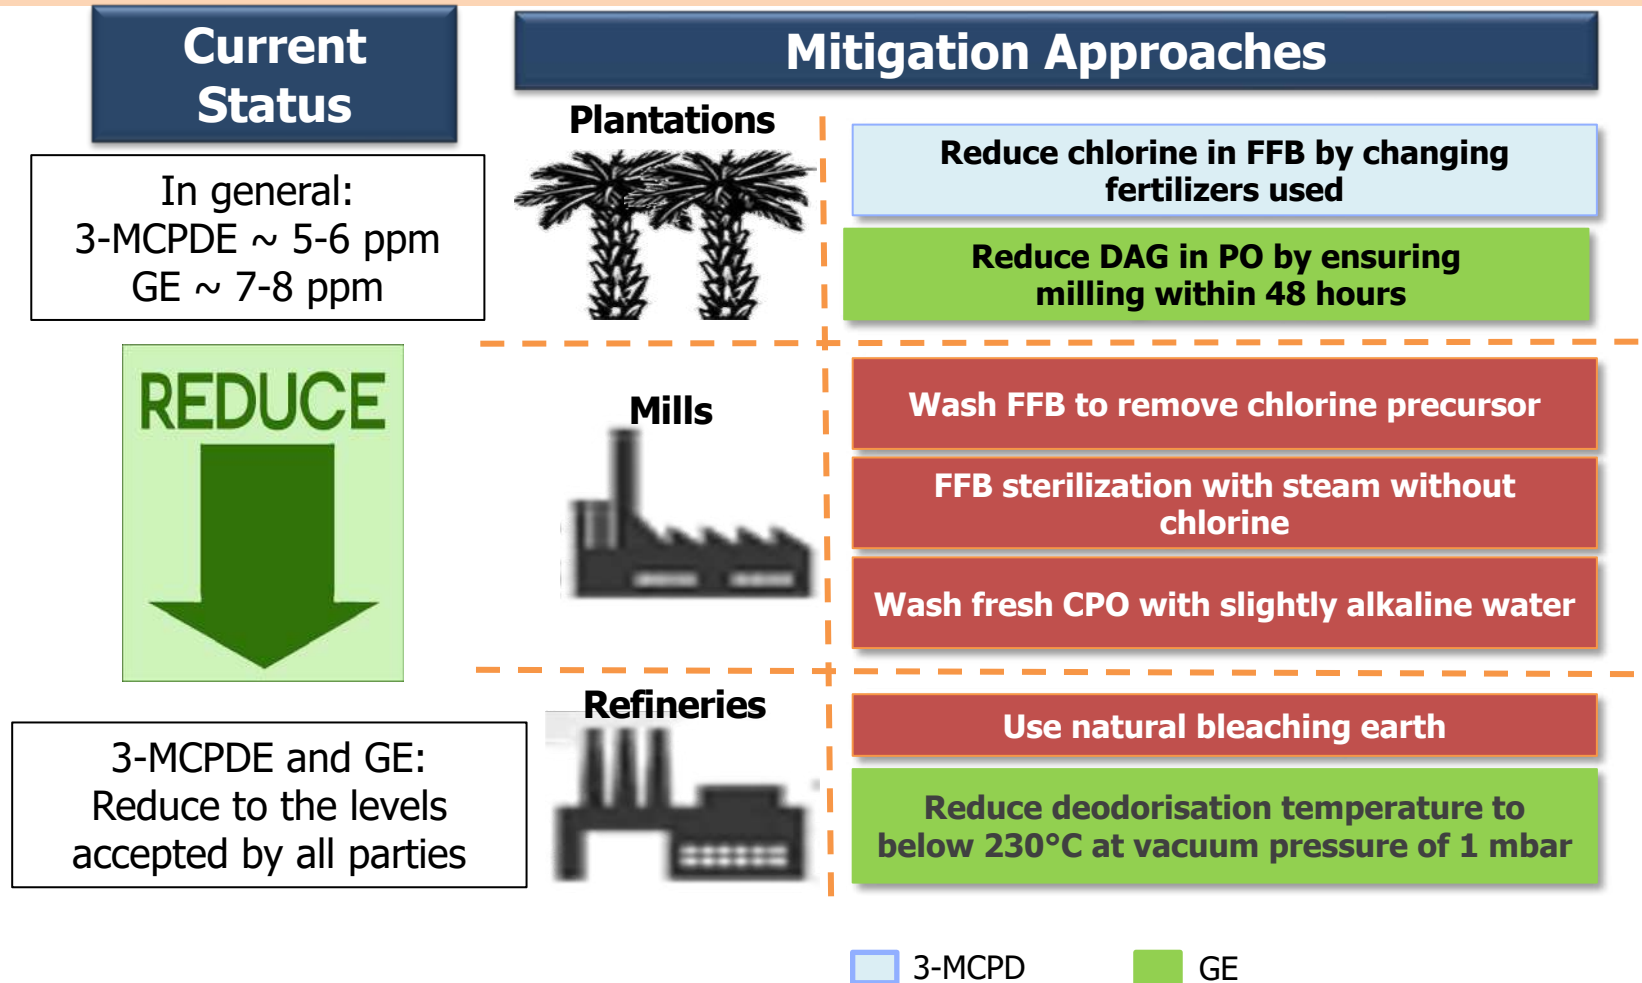 Current
Status
Mitigation Approaches
In general:
3-MCPDE ~ 5-6 ppm
GE ~ 7-8 ppm
REDUCE
3-MCPDE and GE:
Reduce to the levels
accepted by all parties
Plantations
Reduce chlorine in FFB by changing
fertilizers used
Reduce DAG in PO by ensuring
milling within 48 hours
Mills
Wash FFB to remove chlorine precursor
FFB sterilization with steam without
chlorine
Wash fresh CPO with slightly alkaline water
Refineries
Use natural bleaching earth
Reduce deodorisation temperature to
below 230°C at vacuum pressure of 1 mbar
3-MCPD
GE